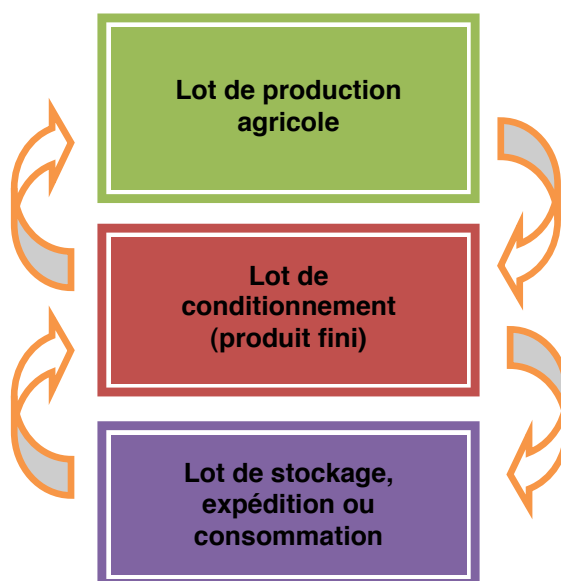 Lot de production
agricole
Lot de
conditionnement
(produit fini)
Lot de stockage,
expédition ou
consommation